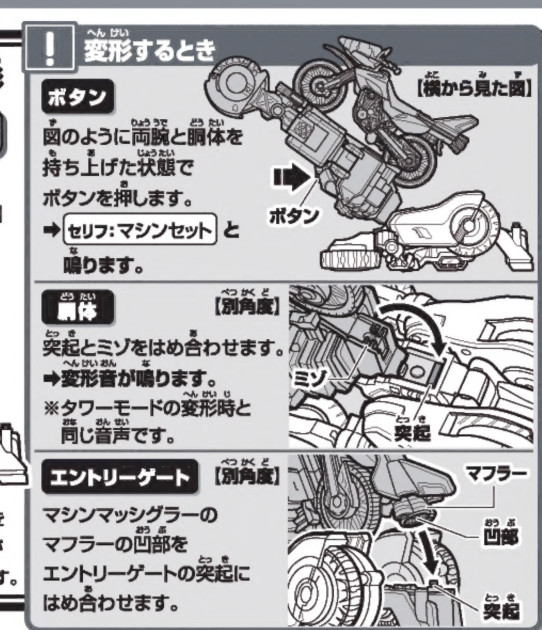 ! 変形するとき
ボタン
【横から見た図】
図のように両腕と胴体を
持ち上げた状態で
ボタンを押します。
➡セリフ:マシンセットと
鳴ります。
ボタン
胴体
【別角度】
突起とミゾをはめ合わせます。
➡変形音が鳴ります。
※タワーモードの変形時と
同じ音声です。
ミゾ
突起
エントリーゲート
【別角度】
マシンマッシグラーの
マフラーの凹部を
エントリーゲートの突起に
はめ合わせます。
マフラー
凹部
突起